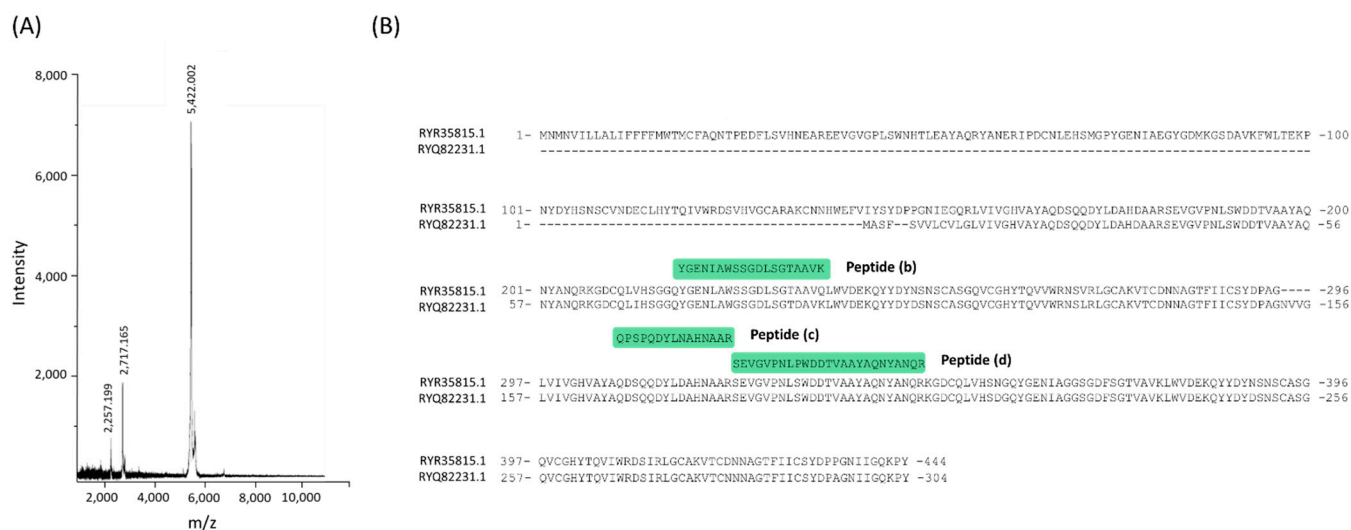 (A)
8,000
6,000
4,000
2,000
Intensity
2,257.199
2,717.165
5,422.002
2,000 4,000 6,000 8,000 10,000
m/z
(B)
RYR35815.1 1- MNMNVILLALIFFFFMWTMCFAQNTPEDFLSVHNEAREEVGVGPLSWNHTLEAYAQRYANERIPDCNLEHSMGPYGENIAEGYGDMKGSDAVKFWLTEKP -100
RYQ82231.1 ----------------------------------------------------------------------------------------------------
RYR35815.1 101- NYDYHSNSCVNDECLHYTQIVWRDSVHVGCARAKCNNHWEFVIYSYDPPGNIEGQRLVIVGHVAYAQDSQQDYLDAHDAARSEVGVPNLSWDDTVAAYAQ -200
RYQ82231.1 1- ------------------------------------------MASF--SVVLCVLGLVIVGHVAYAQDSQQDYLDAHDAARSEVGVPNLSWDDTVAAYAQ -56
YGENIAWSSGDLSGTAAVK Peptide (b)
RYR35815.1 201- NYANQRKGDCQLVHSGGQYGENLAWSSGDLSGTAAVQLWVDEKQYYDYNSNSCASGQVCGHYTQVVWRNSVRLGCAKVTCDNNAGTFIICSYDPAG---- -296
RYQ82231.1 57- NYANQRKGDCQLIHSGGQYGENLAWGSGDLSGTDAVKLWVDEKQYYDYNSNSCASGQVCGHYTQVVWRNSLRLGCAKVTCDNNAGTFIICSYDPAGNVVG -156
QPSPQDYLNAHNAAR Peptide (c)
SEVGVPNLPWDDTVAAYAQNYANQR Peptide (d)
RYR35815.1 297- LVIVGHVAYAQDSQQDYLDAHNAARSEVGVPNLSWDDTVAAYAQNYANQRKGDCQLVHSNGQYGENIAGGSGDFSGTVAVKLWVDEKQYYDYNSNSCASG -396
RYQ82231.1 157- LVIVGHVAYAQDSQQDYLDAHNAARSEVGVPNLSWDDTVAAYAQNYANQRKGDCQLVHSDGQYGENIAGGSGDFSGTVAVKLWVDEKQYYDYDSNSCASG -256
RYR35815.1 397- QVCGHYTQVIWRDSIRLGCAKVTCDNNAGTFIICSYDPPGNIIGQKPY -444
RYQ82231.1 257- QVCGHYTQVIWRDSIRLGCAKVTCDNNAGTFIICSYDPAGNIIGQKPY -304